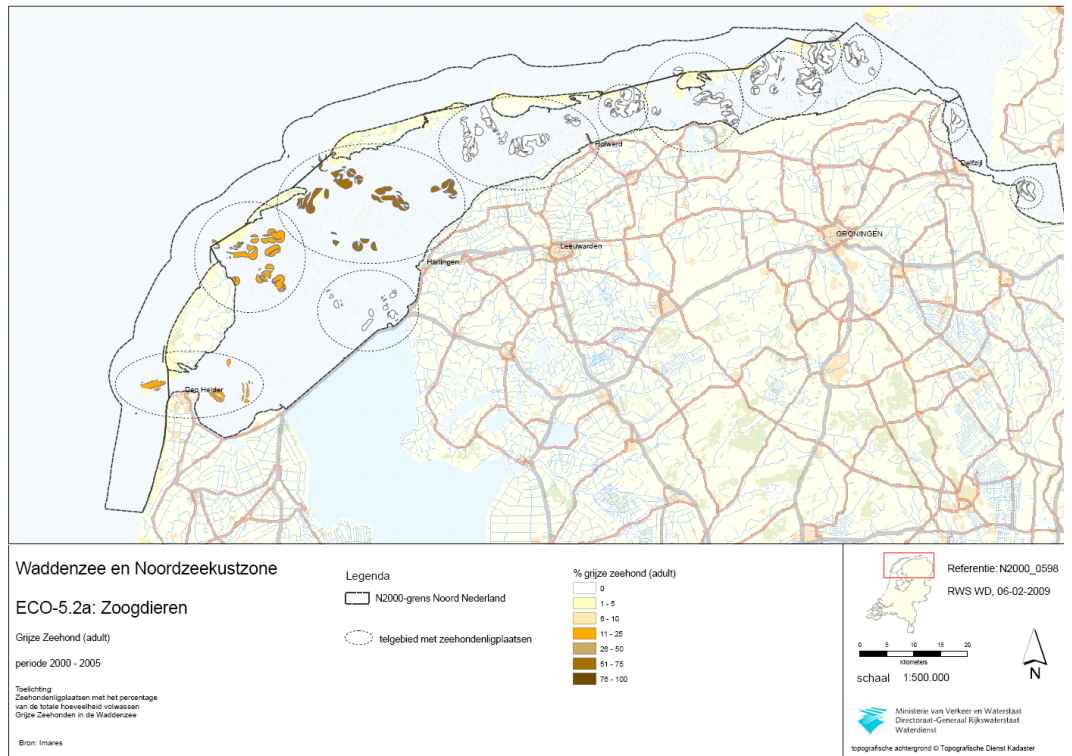 Holwerd
Delfzijl
GRONINGEN
Leeuwarden
Harlingen
Den Helder
Waddenzee en Noordzeekustzone
ECO-5.2a: Zoogdieren
Grijze Zeehond (adult)
periode 2000 - 2005
Toelichting:
Zeehondenligplaatsen met het percentage
van de totale hoeveelheid volwassen
Grijze Zeehonden in de Waddenzee
Bron: Imares
Legenda
N2000-grens Noord Nederland
telgebied met zeehondenligplaatsen
% grijze zeehond (adult)
0
1 - 5
6 - 10
11 - 25
26 - 50
51 - 75
76 - 100
Referentie: N2000_0598
RWS WD, 06-02-2009
0 5 10 15 20
Kilometers
schaal 1:500.000
N
Ministerie van Verkeer en Waterstaat
Directoraat-Generaal Rijkswaterstaat
Waterdienst
topografische achtergrond © Topografische Dienst Kadaster